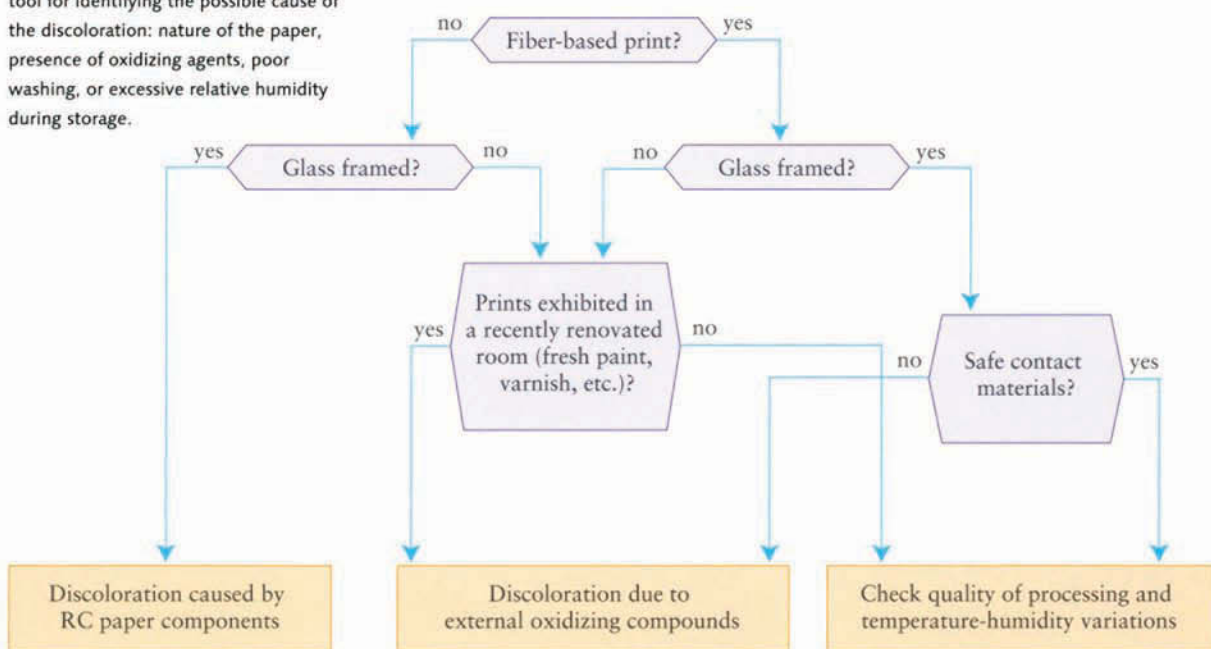 tool for identifying the possible cause of
the discoloration: nature of the paper,
presence of oxidizing agents, poor
washing, or excessive relative humidity
during storage.
no
Fiber-based print?
yes
yes
Glass framed?
no
no
Glass framed?
yes
Prints exhibited in
a recently renovated
room (fresh paint,
varnish, etc.)?
yes
no
no
Safe contact
materials?
yes
Discoloration caused by
RC paper components
Discoloration due to
external oxidizing compounds
Check quality of processing and
temperature-humidity variations